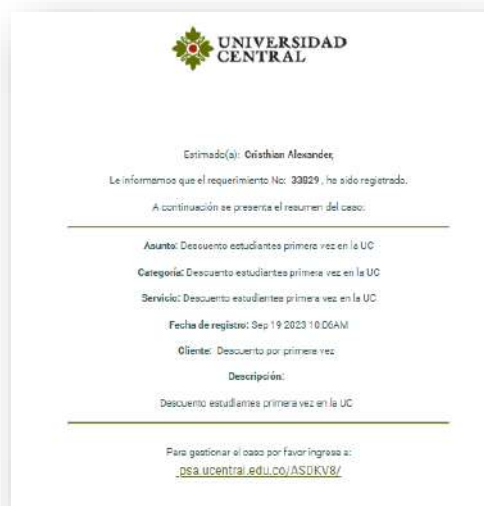 UNIVERSIDAD
CENTRAL
Estimado(a): Cristhian Alexander,
Le informamos que el requerimiento No: 33829 , ha sido registrado.
A continuación se presenta el resumen del caso:
Asunto: Descuento estudiantes primera vez en la UC
Categoría: Descuento estudiantes primera vez en la UC
Servicio: Descuento estudiantes primera vez en la UC
Fecha de registro: Sep 19 2023 10:06AM
Cliente: Descuento por primera vez
Descripción:
Descuento estudiantes primera vez en la UC
Para gestionar el caso por favor ingrese a:
psa.ucentral.edu.co/ASDKV8/